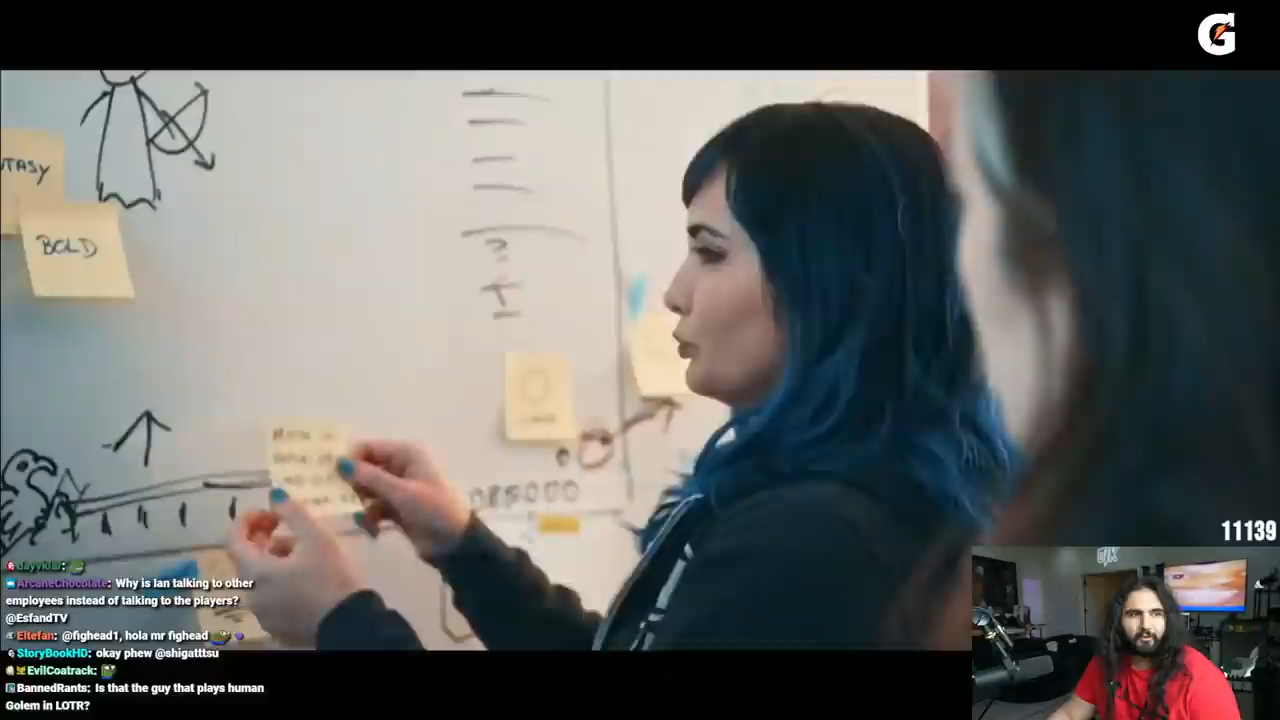 G
TASY
BOLD
11139
dayvkiar:
ArcaneChocolate: Why is Ian talking to other
employees instead of talking to the players?
@EsfandTV
Eltefan: @fighead1, hola mr fighead
StoryBookHD: okay phew @shigatttsu
EvilCoatrack:
BannedRants: Is that the guy that plays human
Golem in LOTR?